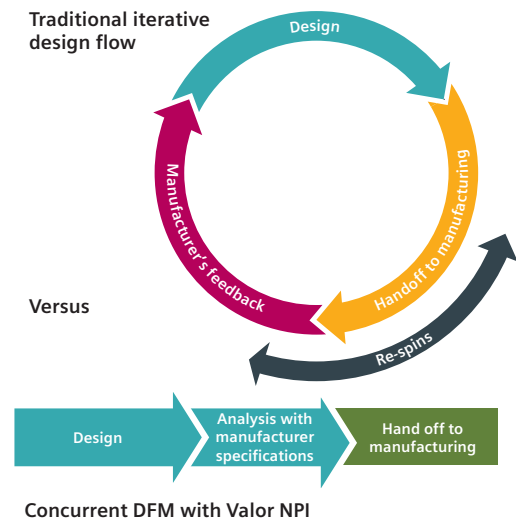 Traditional iterative
design flow
Design
Handoff to manufacturing
Manufacturer's feedback
Re-spins
Versus
Design
Analysis with
manufacturer
specifications
Hand off to
manufacturing
Concurrent DFM with Valor NPI